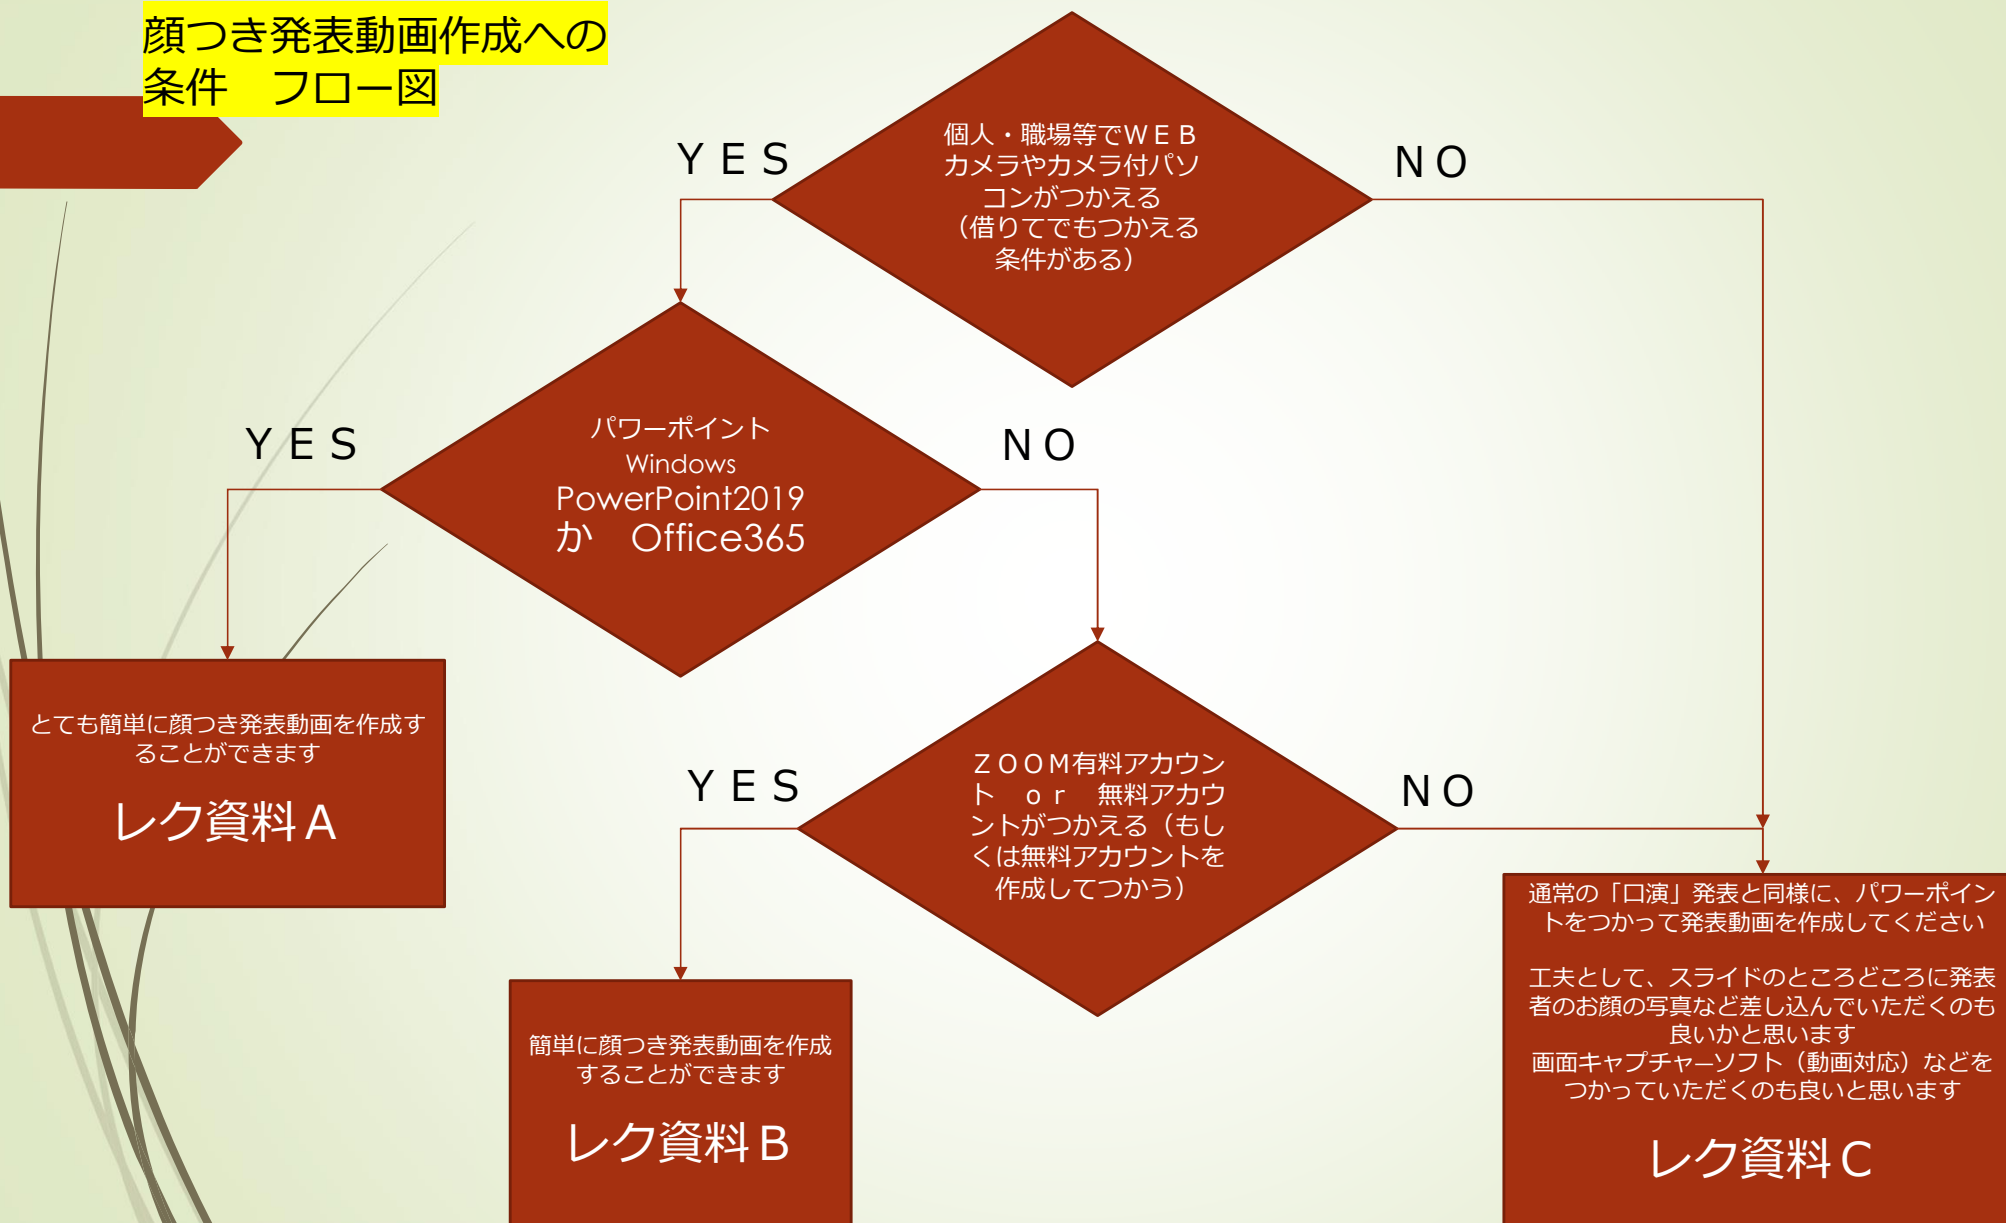 顔つき発表動画作成への
条件　フロー図
ＹＥＳ
個人・職場等でＷＥＢ
カメラやカメラ付パソ
コンがつかえる
（借りてでもつかえる
条件がある）
ＮＯ
ＹＥＳ
パワーポイント
Windows
PowerPoint2019
か　Office365
ＮＯ
とても簡単に顔つき発表動画を作成す
ることができます
レク資料Ａ
ＹＥＳ
ＺＯＯＭ有料アカウン
ト　ｏｒ　無料アカウ
ントがつかえる（もし
くは無料アカウントを
作成してつかう）
ＮＯ
簡単に顔つき発表動画を作成
することができます
レク資料Ｂ
通常の「口演」発表と同様に、パワーポイン
トをつかって発表動画を作成してください
工夫として、スライドのところどころに発表
者のお顔の写真など差し込んでいただくのも
良いかと思います
画面キャプチャーソフト（動画対応）などを
つかっていただくのも良いと思います
レク資料Ｃ